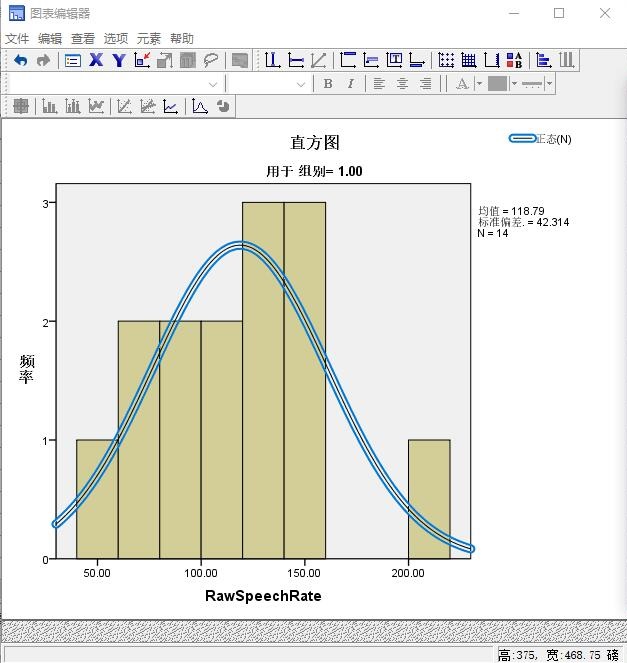 图表编辑器
文件 编辑 查看 选项 元素 帮助
X Y
B I A
直方图
正态(N)
用于 组别= 1.00
均值 = 118.79
标准偏差. = 42.314
N = 14
3
2
频率
1
0
50.00 100.00 150.00 200.00
RawSpeechRate
高:375, 宽:468.75 磅